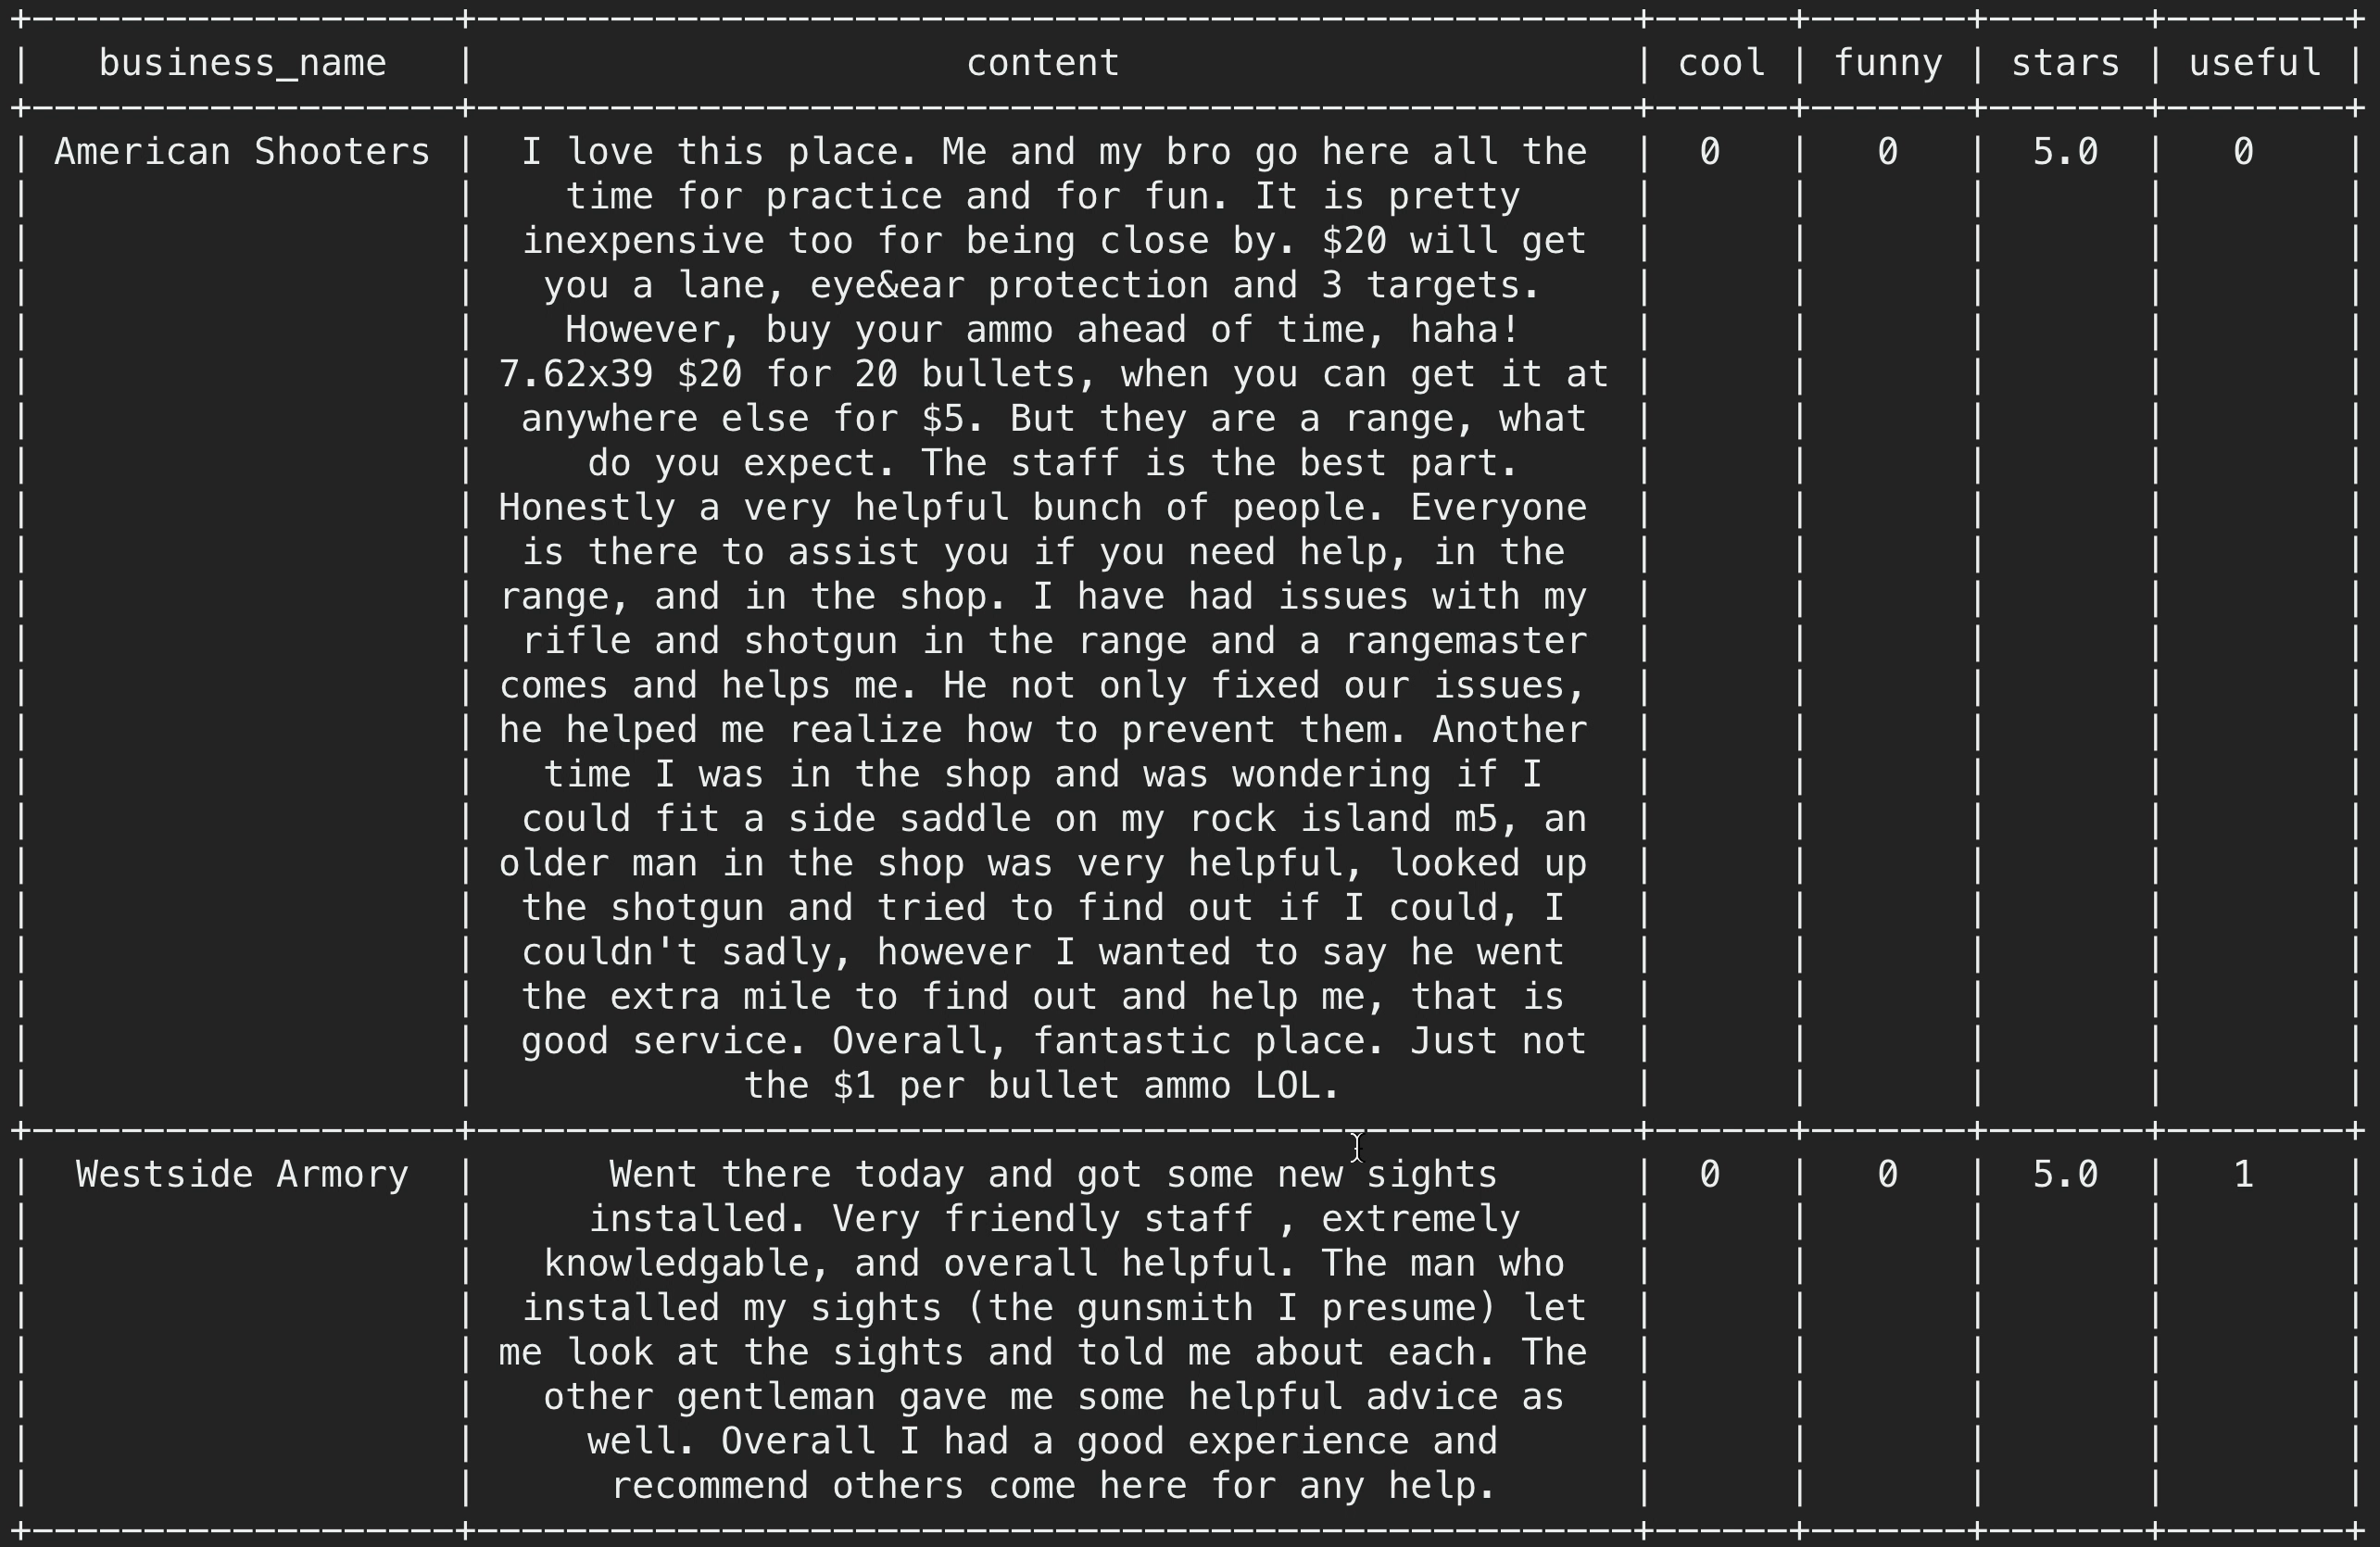 business_name content cool funny stars useful
American Shooters I love this place. Me and my bro go here all the 0 0 5.0 0
time for practice and for fun. It is pretty
inexpensive too for being close by. $20 will get
you a lane, eye&ear protection and 3 targets.
However, buy your ammo ahead of time, haha!
7.62x39 $20 for 20 bullets, when you can get it at
anywhere else for $5. But they are a range, what
do you expect. The staff is the best part.
Honestly a very helpful bunch of people. Everyone
is there to assist you if you need help, in the
range, and in the shop. I have had issues with my
rifle and shotgun in the range and a rangemaster
comes and helps me. He not only fixed our issues,
he helped me realize how to prevent them. Another
time I was in the shop and was wondering if I
could fit a side saddle on my rock island m5, an
older man in the shop was very helpful, looked up
the shotgun and tried to find out if I could, I
couldn't sadly, however I wanted to say he went
the extra mile to find out and help me, that is
good service. Overall, fantastic place. Just not
the $1 per bullet ammo LOL.
Westside Armory Went there today and got some new sights 0 0 5.0 1
installed. Very friendly staff , extremely
knowledgable, and overall helpful. The man who
installed my sights (the gunsmith I presume) let
me look at the sights and told me about each. The
other gentleman gave me some helpful advice as
well. Overall I had a good experience and
recommend others come here for any help.